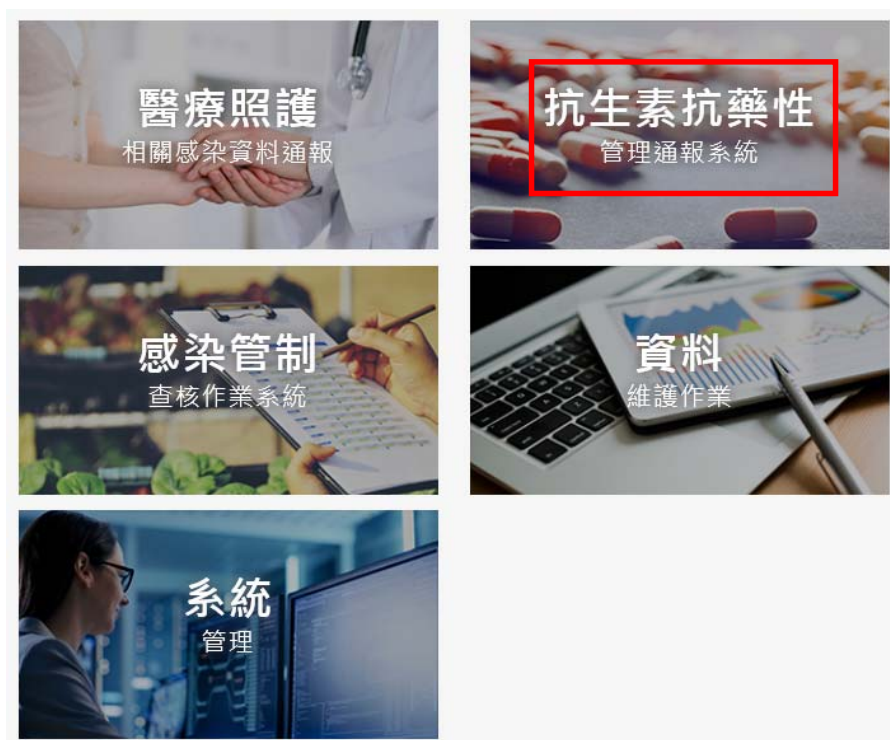 醫療照護
相關感染資料通報
抗生素抗藥性
管理通報系統
感染管制
查核作業系統
資料
維護作業
系統
管理